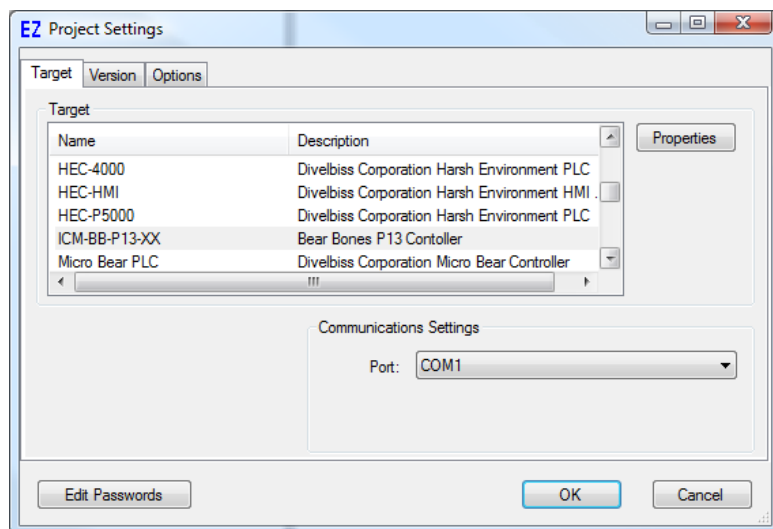 EZ Project Settings
Target Version Options
Target
Name Description
HEC-4000 Divelbiss Corporation Harsh Environment PLC
HEC-HMI Divelbiss Corporation Harsh Environment HMI .
HEC-P5000 Divelbiss Corporation Harsh Environment PLC
ICM-BB-P13-XX Bear Bones P13 Contoller
Micro Bear PLC Divelbiss Corporation Micro Bear Controller
Properties
Communications Settings
Port: COM1
Edit Passwords OK Cancel